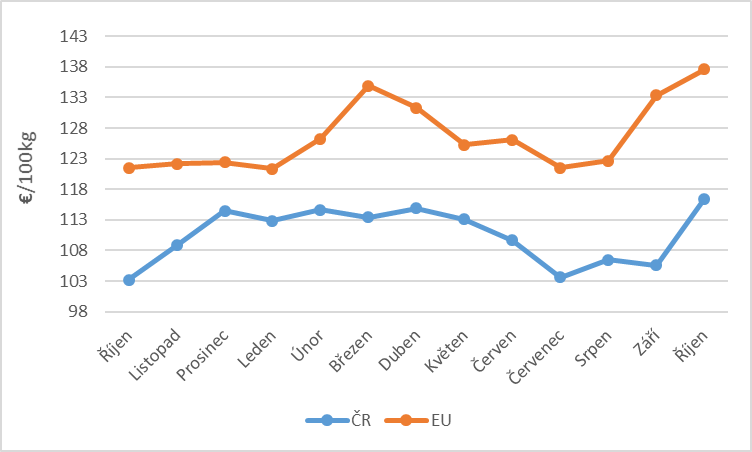 143
138
133
128
123
118
113
108
103
98
€/100kg
Říjen
Listopad
Prosinec
Leden
Únor
Březen
Duben
Květen
Červen
Červenec
Srpen
Září
Říjen
ČR
EU